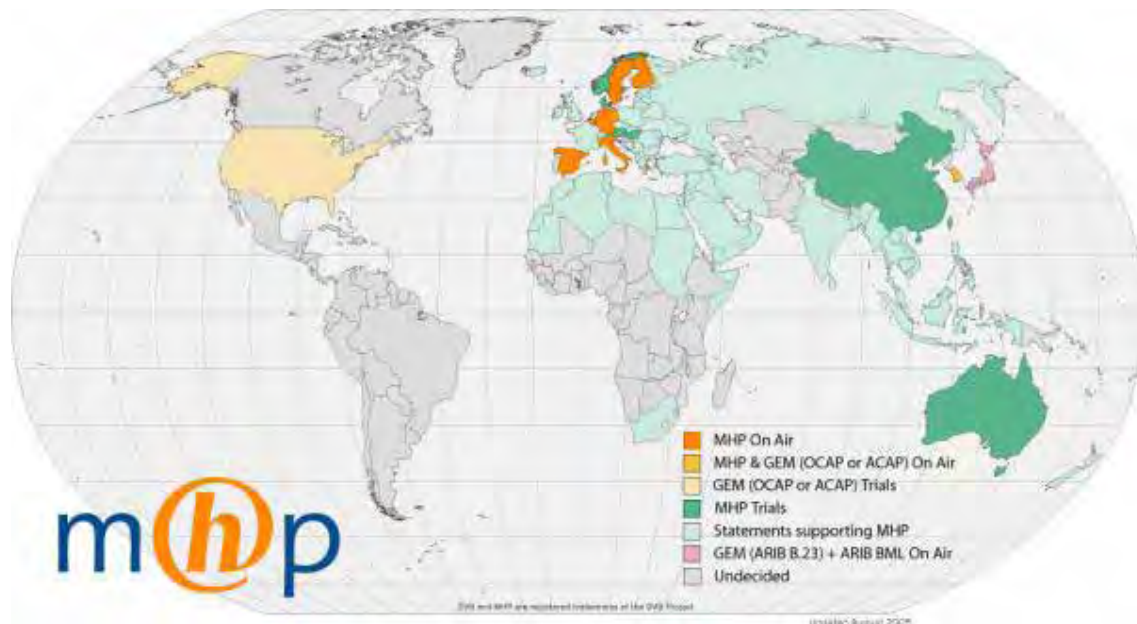 MHP On Air
MHP & GEM (OCAP or ACAP) On Air
GEM (OCAP or ACAP) Trials
MHP Trials
Statements supporting MHP
GEM (ARIB B.23) + ARIB BML On Air
Undecided
mhp
DVB and MHP are registered trademarks of the DVB Project
Updated August 2005